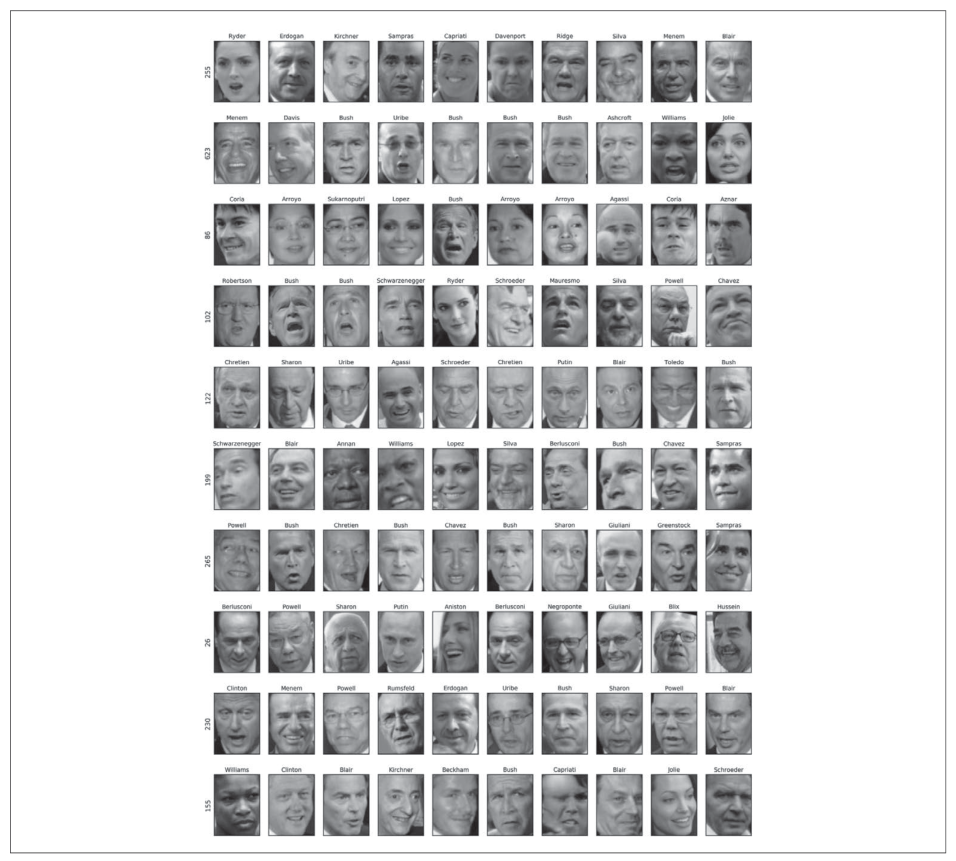 Ryder Erdogan Kirchner Sampras Capriati Davenport Ridge Silva Menem Blair
255
Menem Davis Bush Uribe Bush Bush Bush Ashcroft Williams Jolie
623
Coria Arroyo Sukarnoputri Lopez Bush Arroyo Arroyo Agassi Coria Aznar
86
Robertson Bush Bush Schwarzenegger Ryder Schroeder Mauresmo Silva Powell Chavez
102
Chretien Sharon Uribe Agassi Schroeder Chretien Putin Blair Toledo Bush
122
Schwarzenegger Blair Annan Williams Lopez Silva Berlusconi Bush Chavez Sampras
199
Powell Bush Chretien Bush Chavez Bush Sharon Giuliani Greenstock Sampras
265
Berlusconi Powell Sharon Putin Aniston Berlusconi Negroponte Giuliani Blix Hussein
26
Clinton Menem Powell Rumsfeld Erdogan Uribe Bush Sharon Powell Blair
230
Williams Clinton Blair Kirchner Beckham Bush Capriati Blair Jolie Schroeder
155